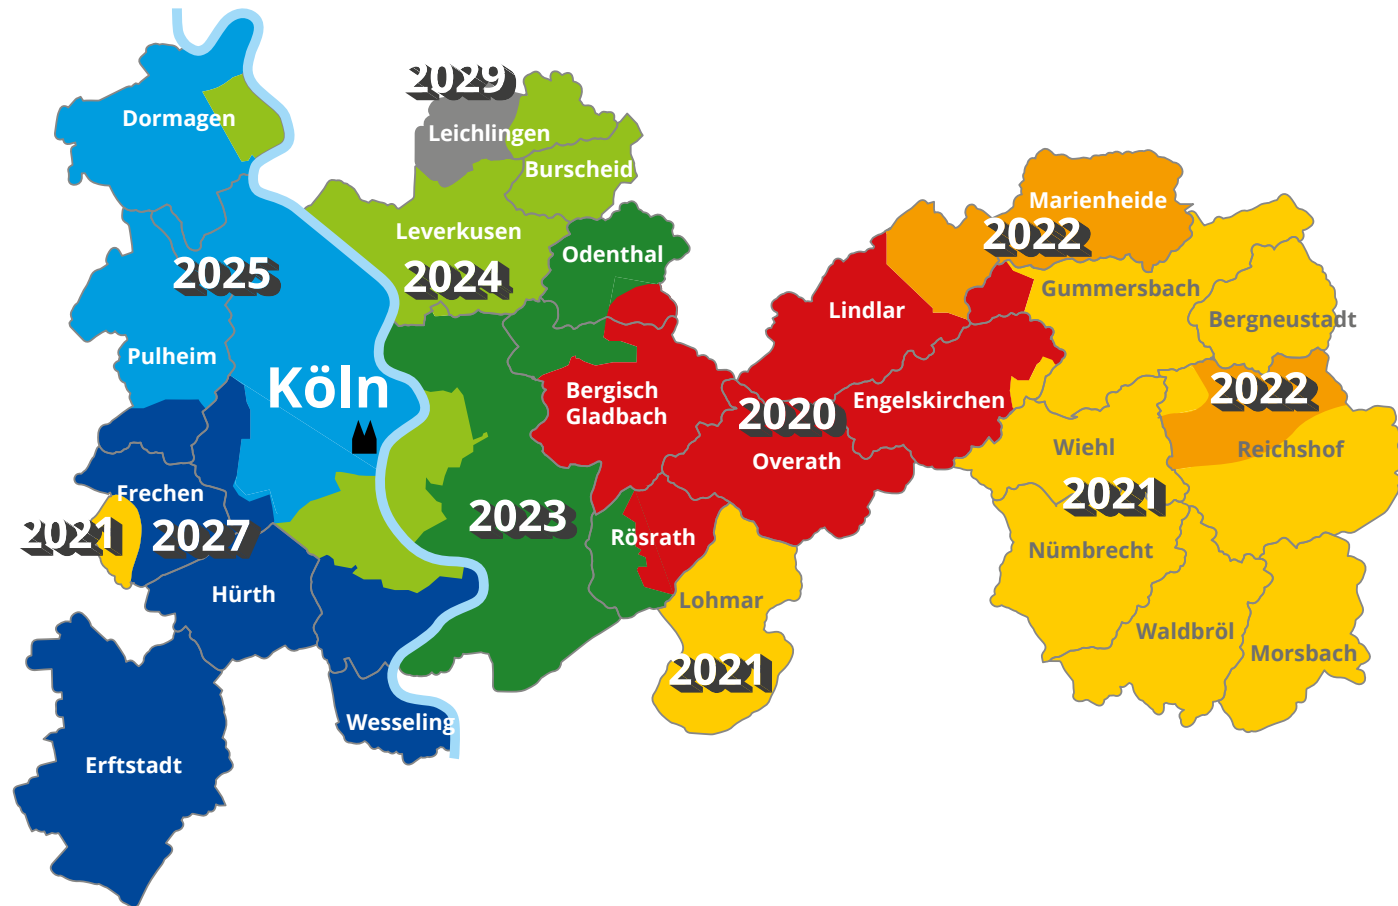 2029
Dormagen
Leichlingen
Burscheid
Marienheide
Leverkusen
2022
Odenthal
2025
2024
Gummersbach
Lindlar
Bergneustadt
Pulheim
Köln
Bergisch
Gladbach
2022
Engelskirchen
2020
Wiehl
Reichshof
Overath
Frechen
2021
2023
2021
2027
Rösrath
Nümbrecht
Hürth
Lohmar
Waldbröl
Morsbach
2021
Wesseling
Erftstadt